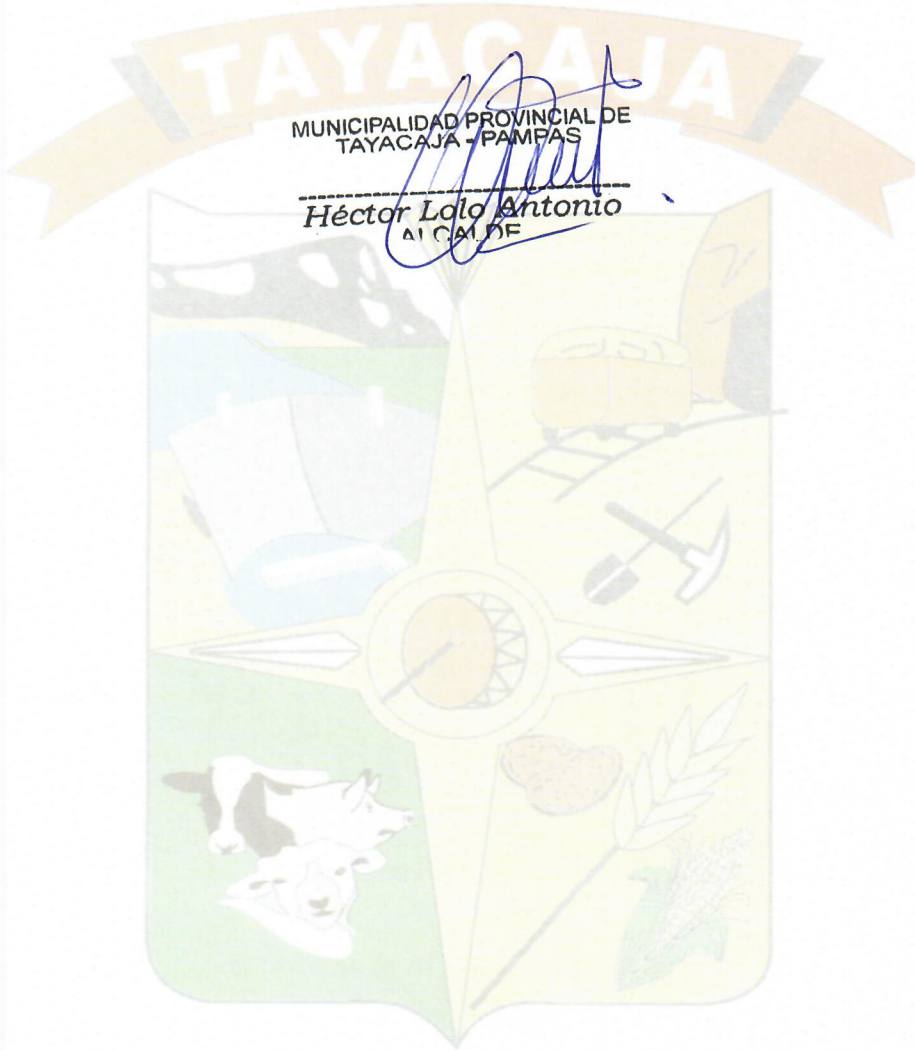 TAYACAJA
MUNICIPALIDAD PROVINCIAL DE
TAYACAJA - PAMPAS
Héctor Lolo Antonio
ALCALDE